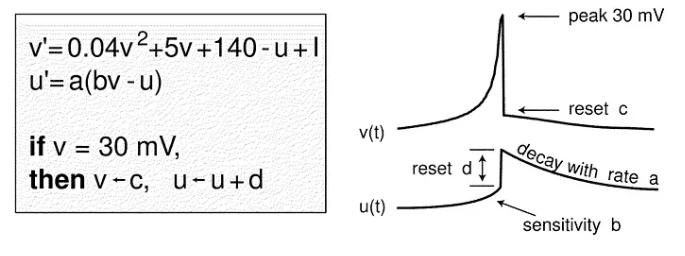 v'= 0.04v²+5v+140 - u + I
u'= a(bv - u)
if v = 30 mV,
then v←c, u←u+d
peak 30 mV
reset c
v(t)
reset d
decay with rate a
u(t)
sensitivity b